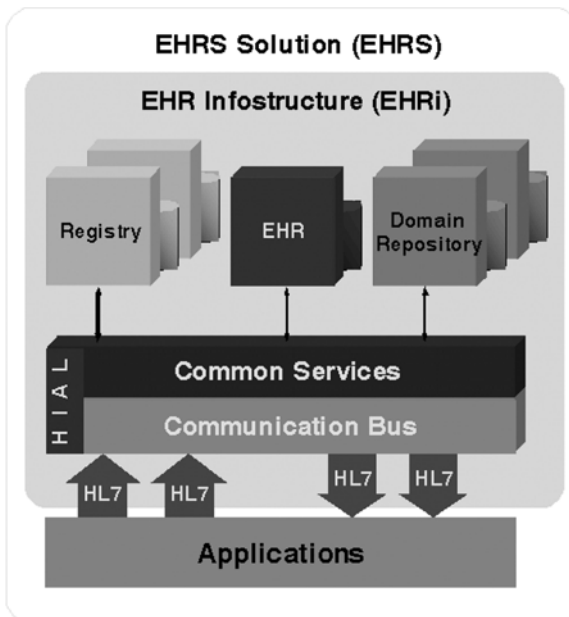 EHRS Solution (EHRS)
EHR Infostructure (EHRi)
Registry
EHR
Domain
Repository
HIAL
Common Services
Communication Bus
HL7
HL7
HL7
HL7
Applications